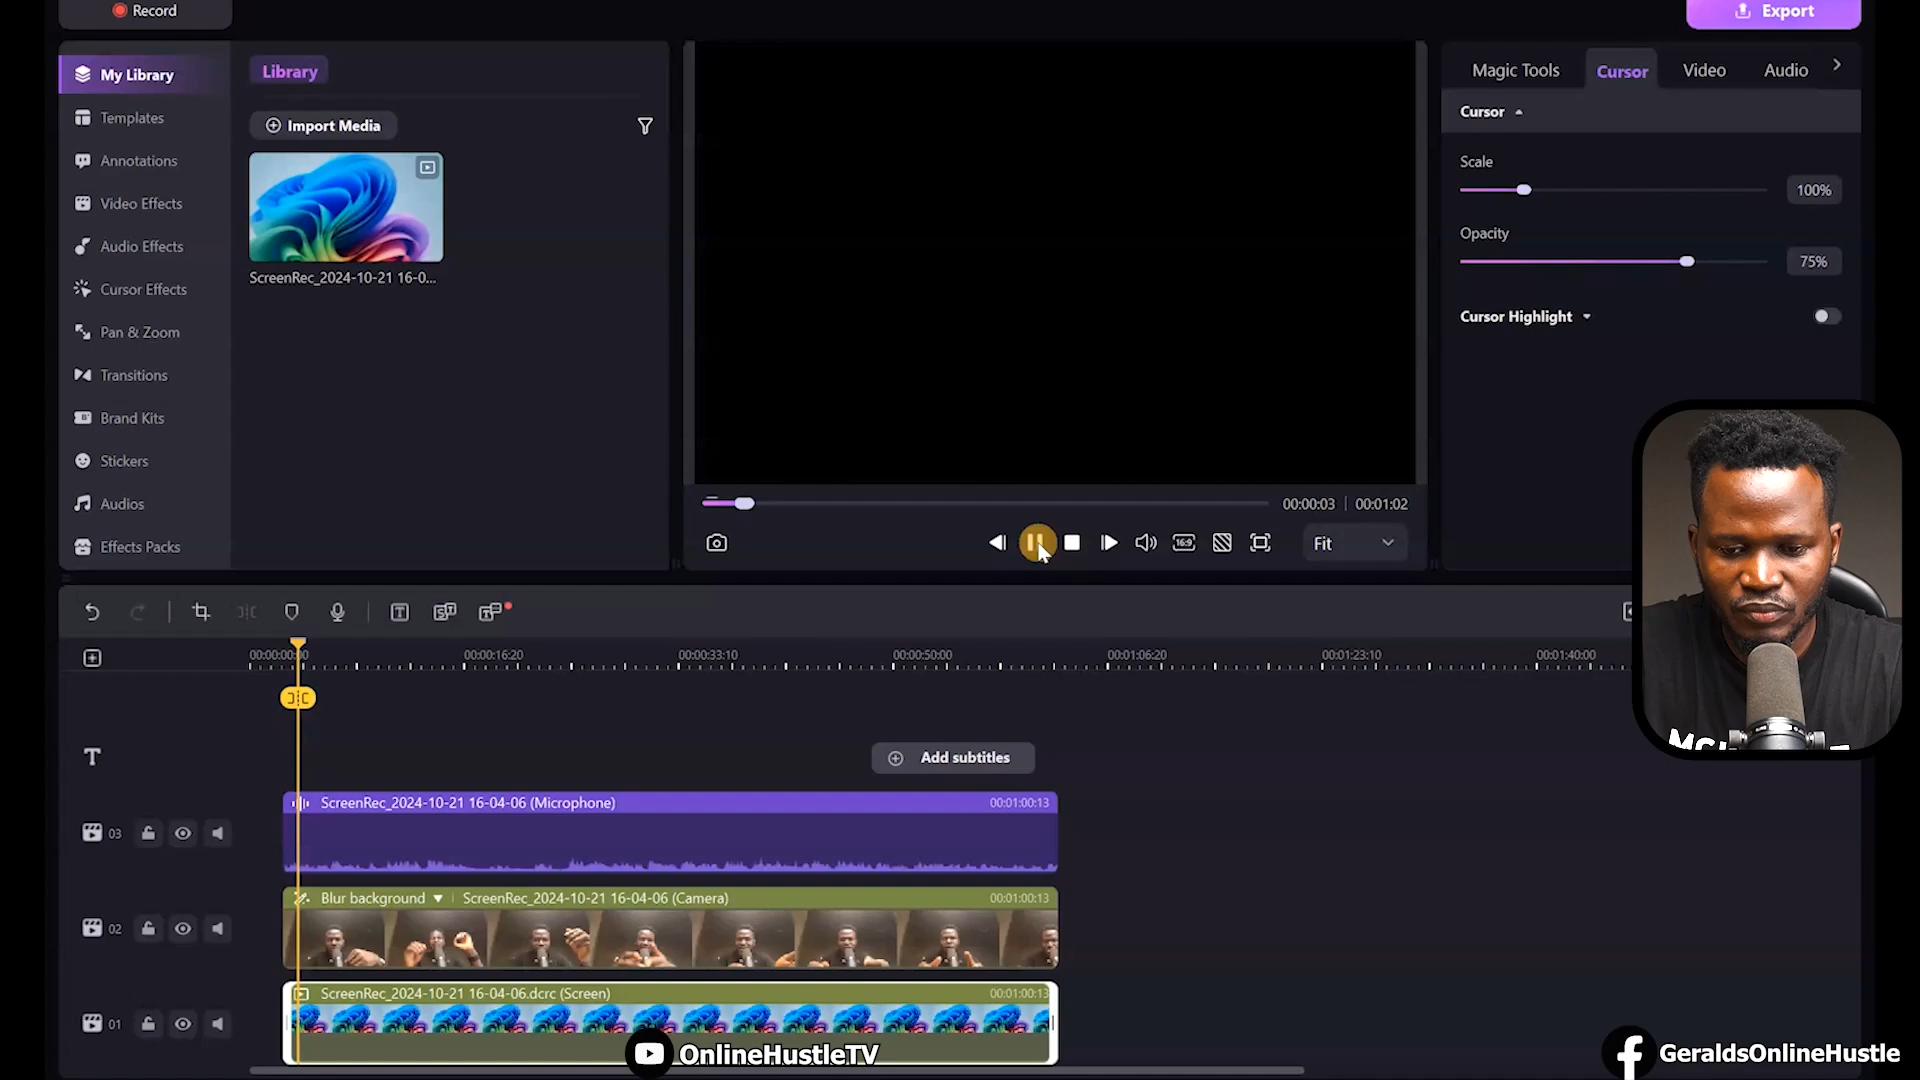 Record
Export
My Library
Templates
Annotations
Video Effects
Audio Effects
Cursor Effects
Pan & Zoom
Transitions
Brand Kits
Stickers
Audios
Effects Packs
Library
Import Media
ScreenRec_2024-10-21 16-0...
00:00:03 | 00:01:02
16:9
Fit
Magic Tools
Cursor
Video
Audio
Cursor
Scale
100%
Opacity
75%
Cursor Highlight
00:00:00:00
00:00:16:20
00:00:33:10
00:00:50:00
00:01:06:20
00:01:23:10
00:01:40:00
T
Add subtitles
03
ScreenRec_2024-10-21 16-04-06 (Microphone)
00:01:00:13
02
Blur background
ScreenRec_2024-10-21 16-04-06 (Camera)
00:01:00:13
01
ScreenRec_2024-10-21 16-04-06.dcrc (Screen)
00:01:00:13
OnlineHustleTV
GeraldsOnlineHustle